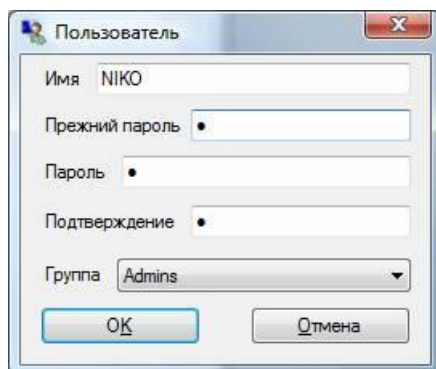 Пользователь
Имя NIKO
Прежний пароль •
Пароль •
Подтверждение •
Группа Admins
OK Отмена